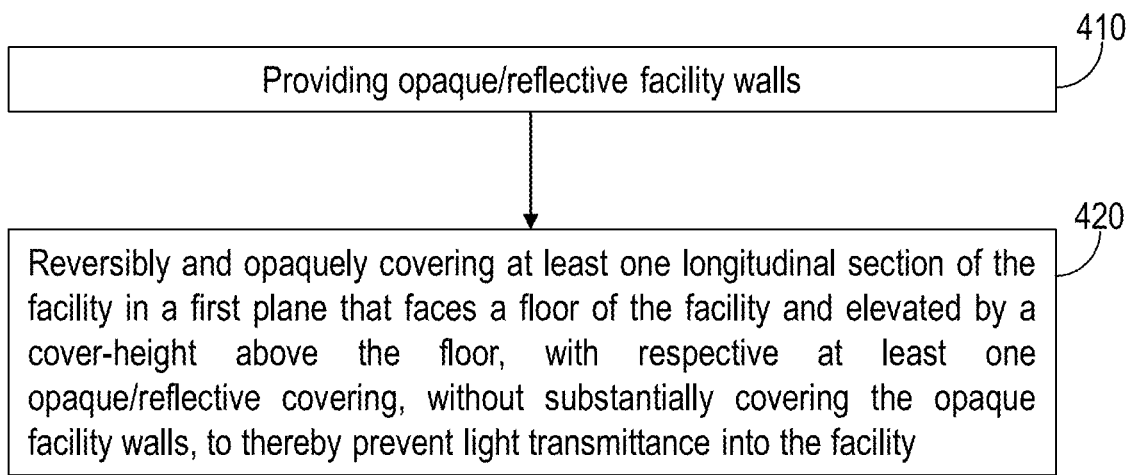 410
Providing opaque/reflective facility walls
420
Reversibly and opaquely covering at least one longitudinal section of the
facility in a first plane that faces a floor of the facility and elevated by a
cover-height above the floor, with respective at least one
opaque/reflective covering, without substantially covering the opaque
facility walls, to thereby prevent light transmittance into the facility